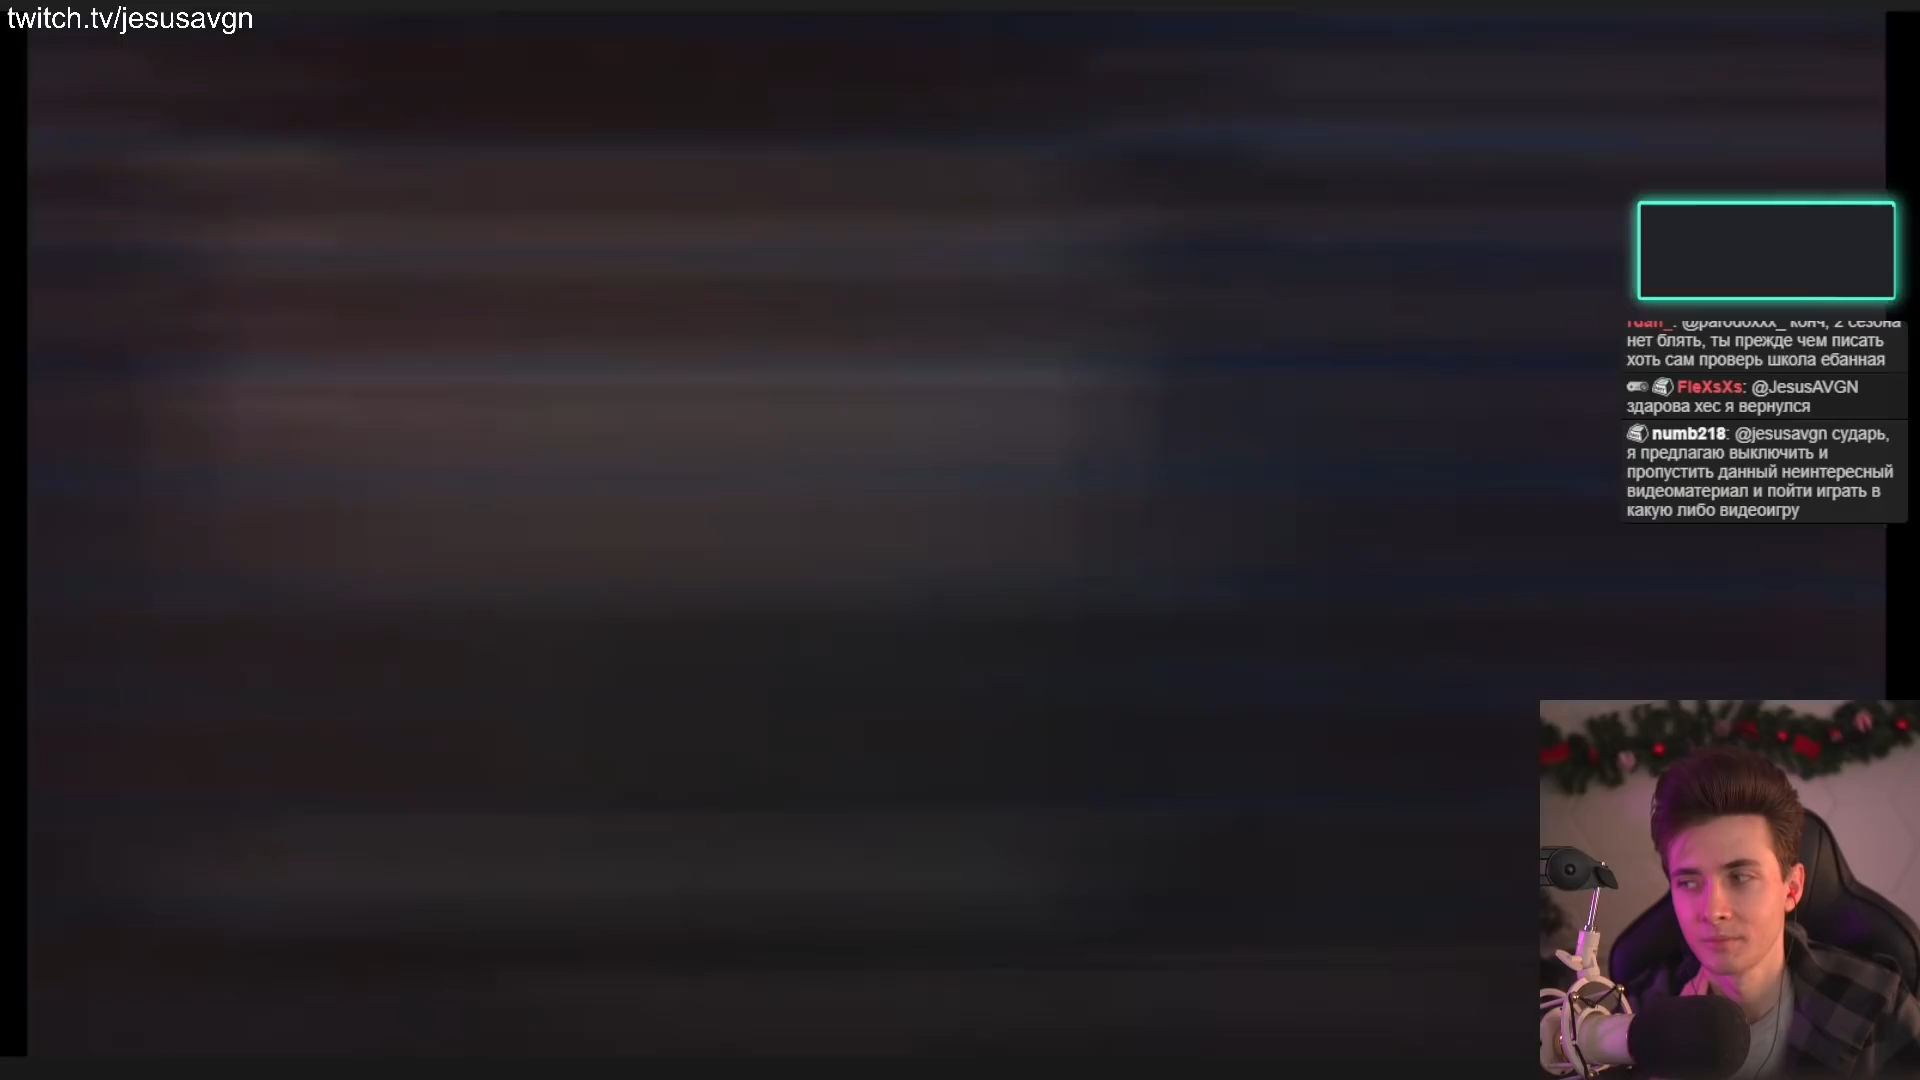 twitch.tv/jesusavgn
нет блять, ты прежде чем писать
хоть сам проверь школа ебанная
FleXsXs: @JesusAVGN
здарова хес я вернулся
numb218: @jesusavgn сударь,
я предлагаю выключить и
пропустить данный неинтересный
видеоматериал и пойти играть в
какую либо видеоигру